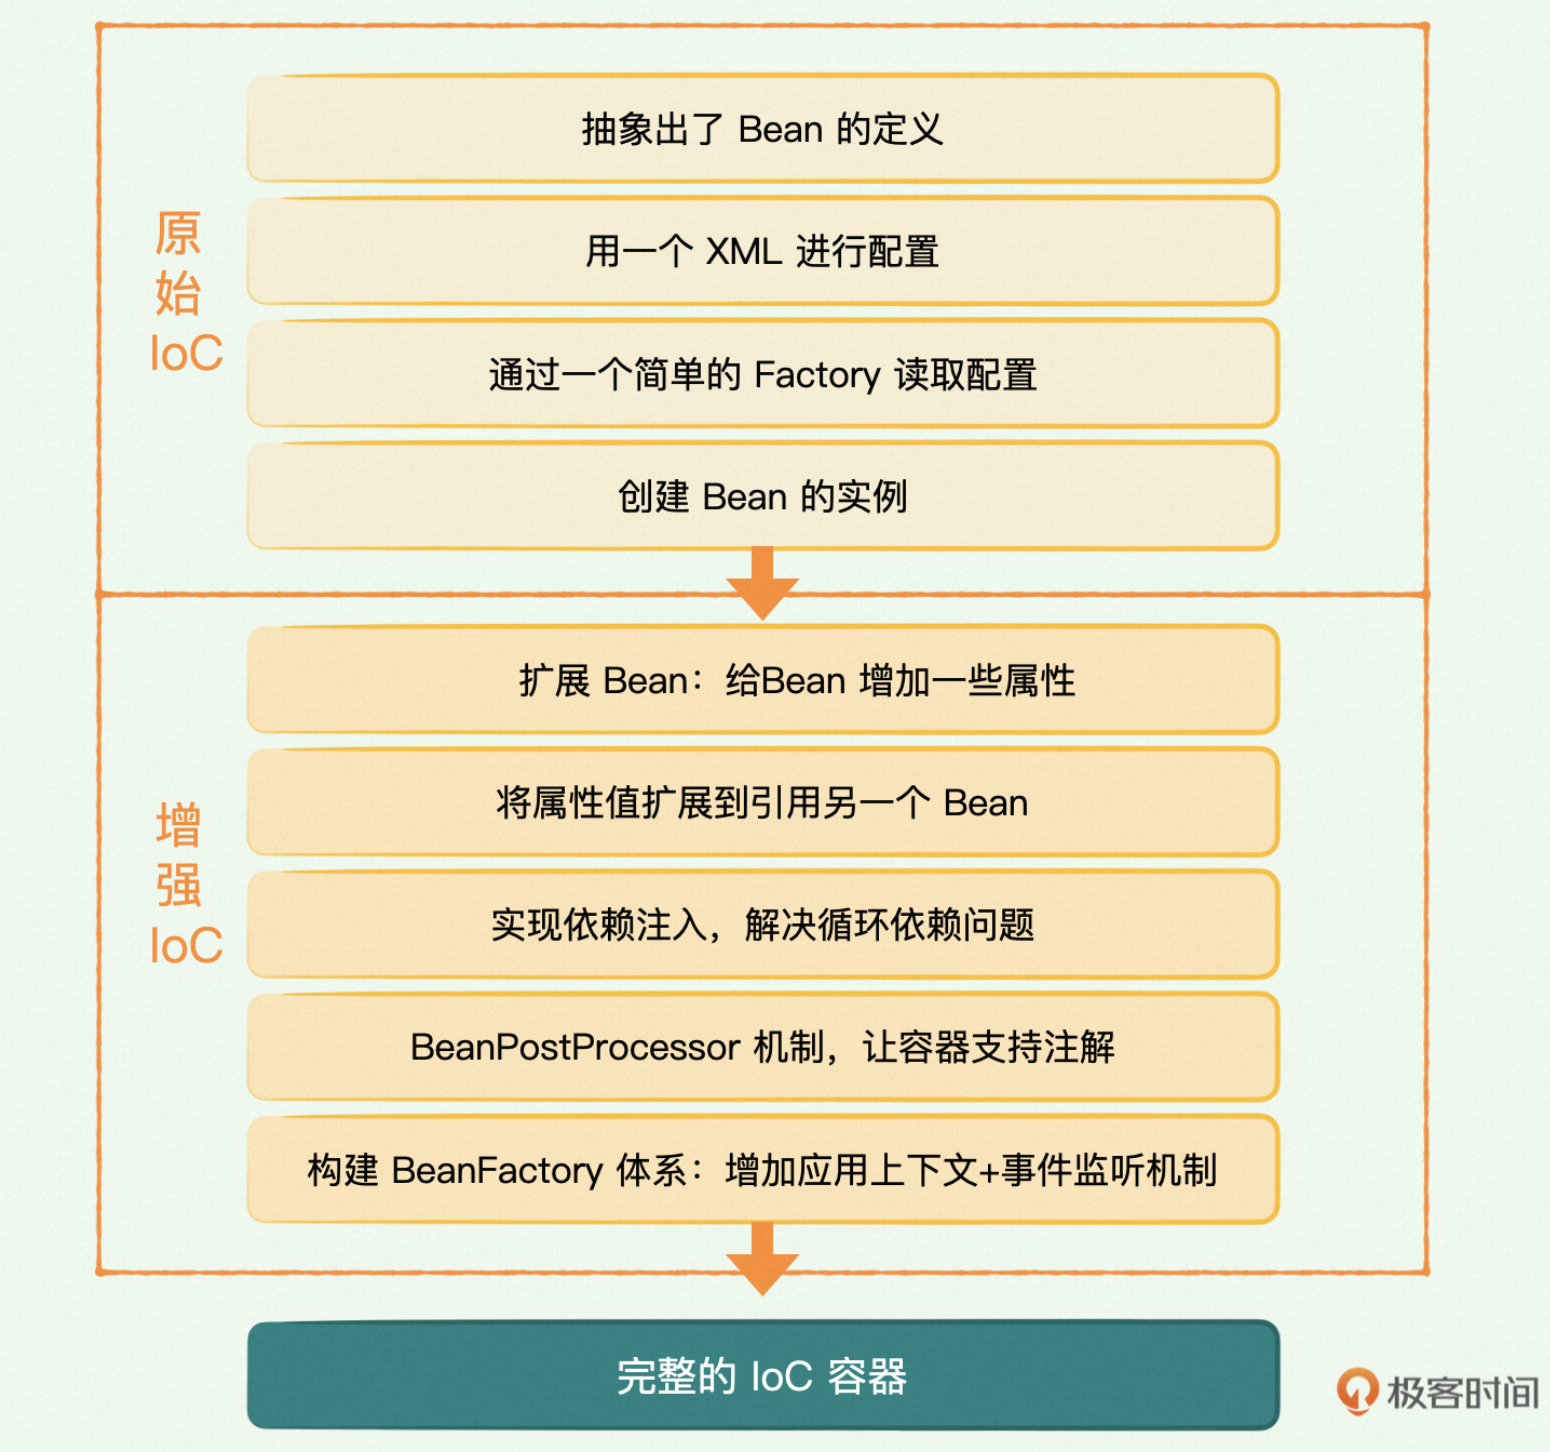 抽象出了 Bean 的定义
用一个 XML 进行配置
原
始
IoC
通过一个简单的 Factory 读取配置
创建 Bean 的实例
扩展 Bean：给Bean 增加一些属性
将属性值扩展到引用另一个 Bean
增
强
IoC
实现依赖注入，解决循环依赖问题
BeanPostProcessor 机制，让容器支持注解
构建 BeanFactory 体系：增加应用上下文+事件监听机制
完整的 IoC 容器
极客时间